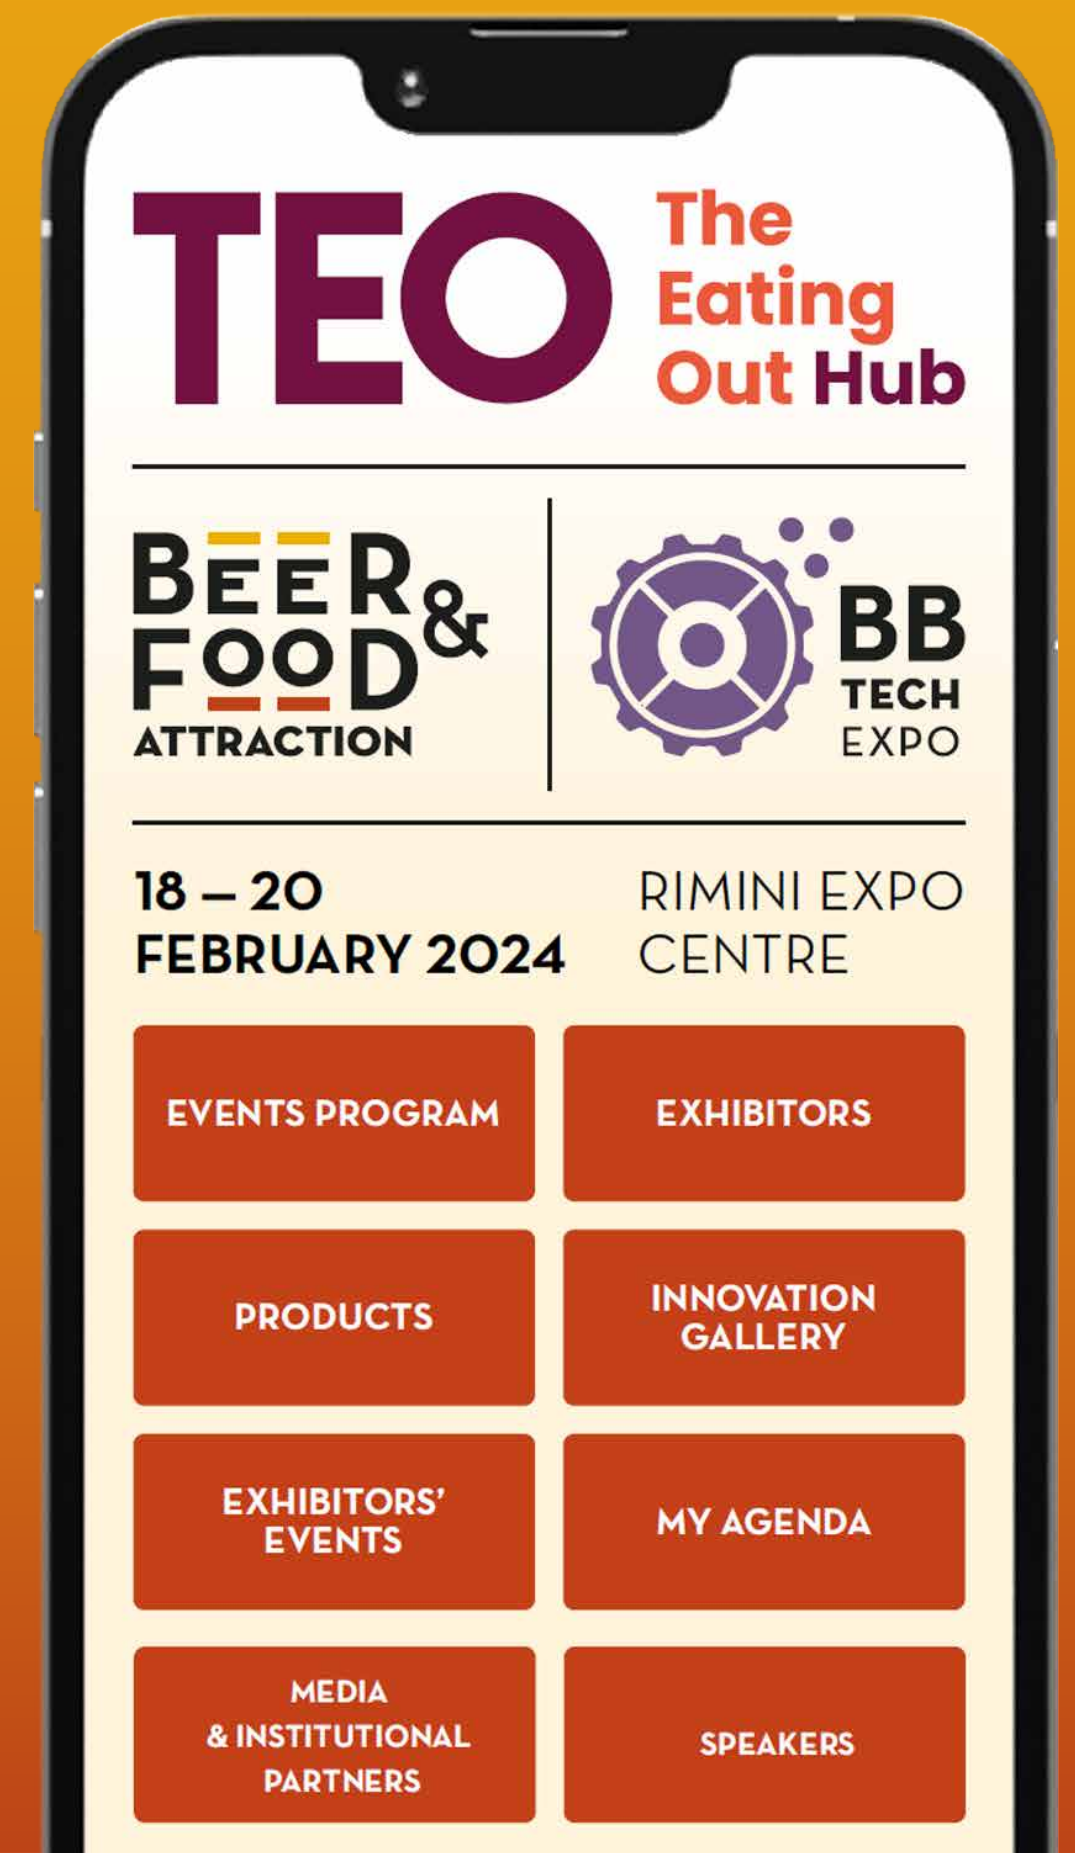 TEO
The
Eating
Out Hub
BEER &
FOOD
ATTRACTION
BB
TECH
EXPO
18 – 20
FEBRUARY 2024
RIMINI EXPO
CENTRE
EVENTS PROGRAM
EXHIBITORS
PRODUCTS
INNOVATION
GALLERY
EXHIBITORS’
EVENTS
MY AGENDA
MEDIA
& INSTITUTIONAL
PARTNERS
SPEAKERS